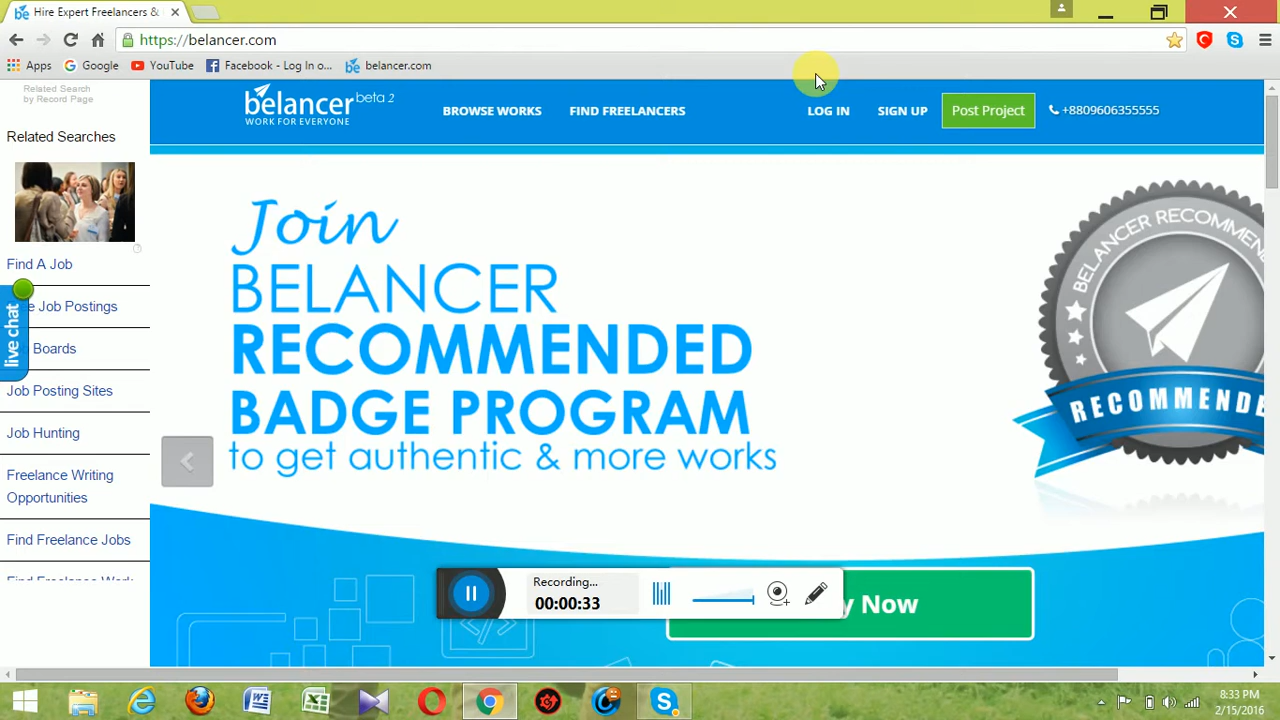 Hire Expert Freelancers &
https://belancer.com
Apps
Google
YouTube
Facebook - Log In o...
belancer.com
Related Search
by Record Page
Related Searches
Find A Job
Job Postings
Boards
Job Posting Sites
Job Hunting
Freelance Writing
Opportunities
Find Freelance Jobs
Find Freelance Work
live chat
belancer beta 2
WORK FOR EVERYONE
BROWSE WORKS
FIND FREELANCERS
LOG IN
SIGN UP
Post Project
+8809606355555
Join
BELANCER
RECOMMENDED
BADGE PROGRAM
to get authentic & more works
BELANCER RECOMMEN
RECOMMENDE
Now
Recording...
00:00:33
8:33 PM
2/15/2016